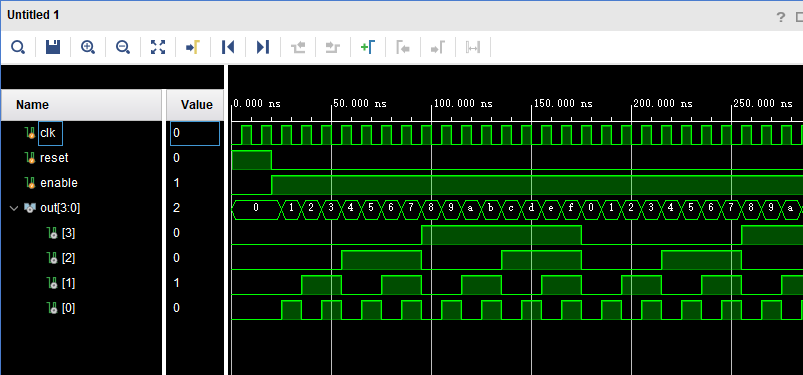 Untitled 1
?
Name
Value
0.000 ns
50.000 ns
100.000 ns
150.000 ns
200.000 ns
250.000 ns
clk
0
reset
0
enable
1
out[3:0]
2
0 1 2 3 4 5 6 7 8 9 a b c d e f 0 1 2 3 4 5 6 7 8 9 a
[3]
0
[2]
0
[1]
1
[0]
0